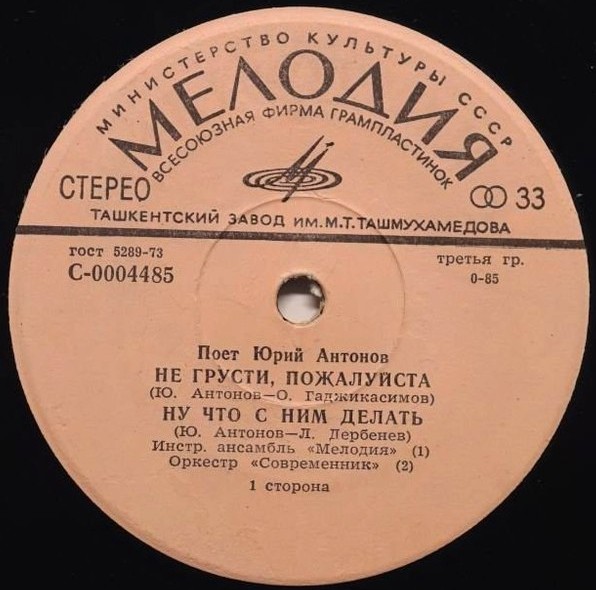 МИНИСТЕРСТВО КУЛЬТУРЫ СССР
МЕЛОДИЯ
ВСЕСОЮЗНАЯ ФИРМА ГРАМПЛАСТИНОК
СТЕРЕО 33
ТАШКЕНТСКИЙ ЗАВОД ИМ.М.Т.ТАШМУХАМЕДОВА
гост 5289-73 третья гр.
С-0004485 0-85
Поет Юрий Антонов
НЕ ГРУСТИ, ПОЖАЛУЙСТА
(Ю. Антонов—О. Гаджикасимов)
НУ ЧТО С НИМ ДЕЛАТЬ
(Ю. Антонов—Л. Дербенев)
Инстр. ансамбль «Мелодия» (1)
Оркестр «Современник» (2)
1 сторона